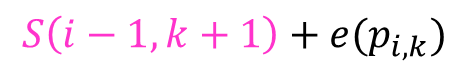 S(i − 1, k + 1) + e(p_{i,k})